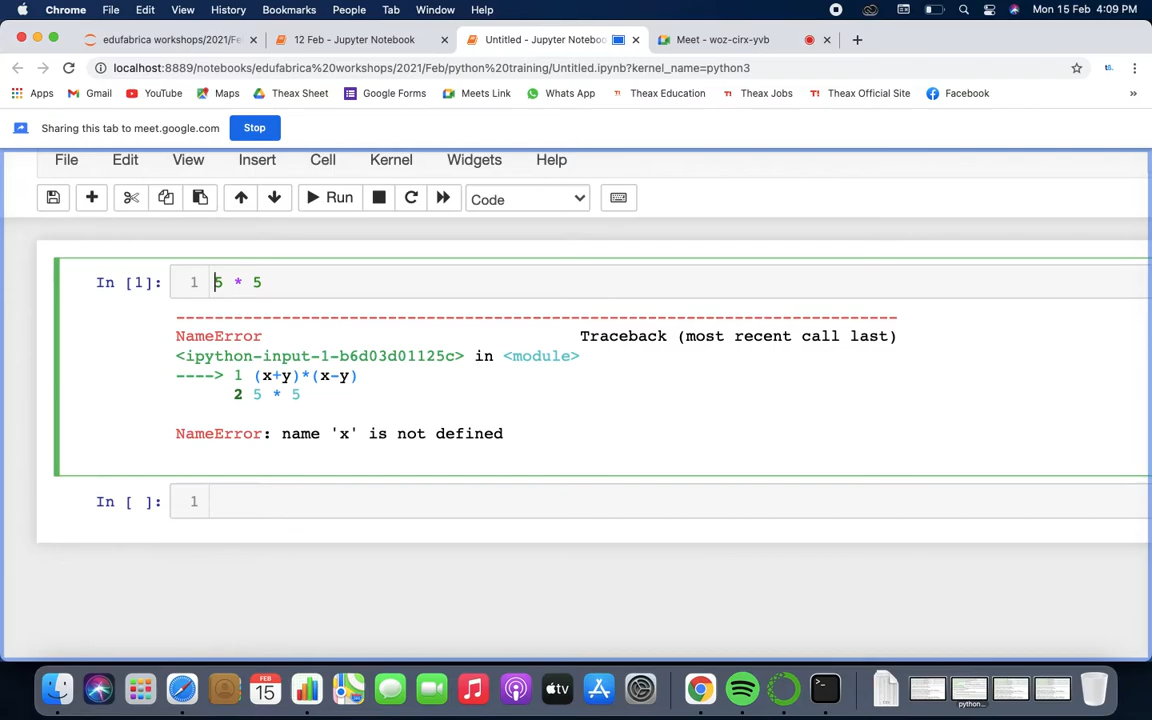 Chrome File Edit View History Bookmarks People Tab Window Help Mon 15 Feb 4:09 PM
edufabrica workshops/2021/Fe 12 Feb - Jupyter Notebook Untitled - Jupyter Noteboo Meet - woz-cirx-yvb
localhost:8889/notebooks/edufabrica%20workshops/2021/Feb/python%20training/Untitled.ipynb?kernel_name=python3
Apps Gmail YouTube Maps Theax Sheet Google Forms Meets Link Whats App Theax Education Theax Jobs Theax Official Site Facebook »
Sharing this tab to meet.google.com Stop
File Edit View Insert Cell Kernel Widgets Help
Run Code
In [1]: 1 5 * 5
---------------------------------------------------------------------------
NameError Traceback (most recent call last)
<ipython-input-1-b6d03d01125c> in <module>
----> 1 (x+y)*(x-y)
2 5 * 5
NameError: name 'x' is not defined
In [ ]: 1
FEB
15
tv
python...